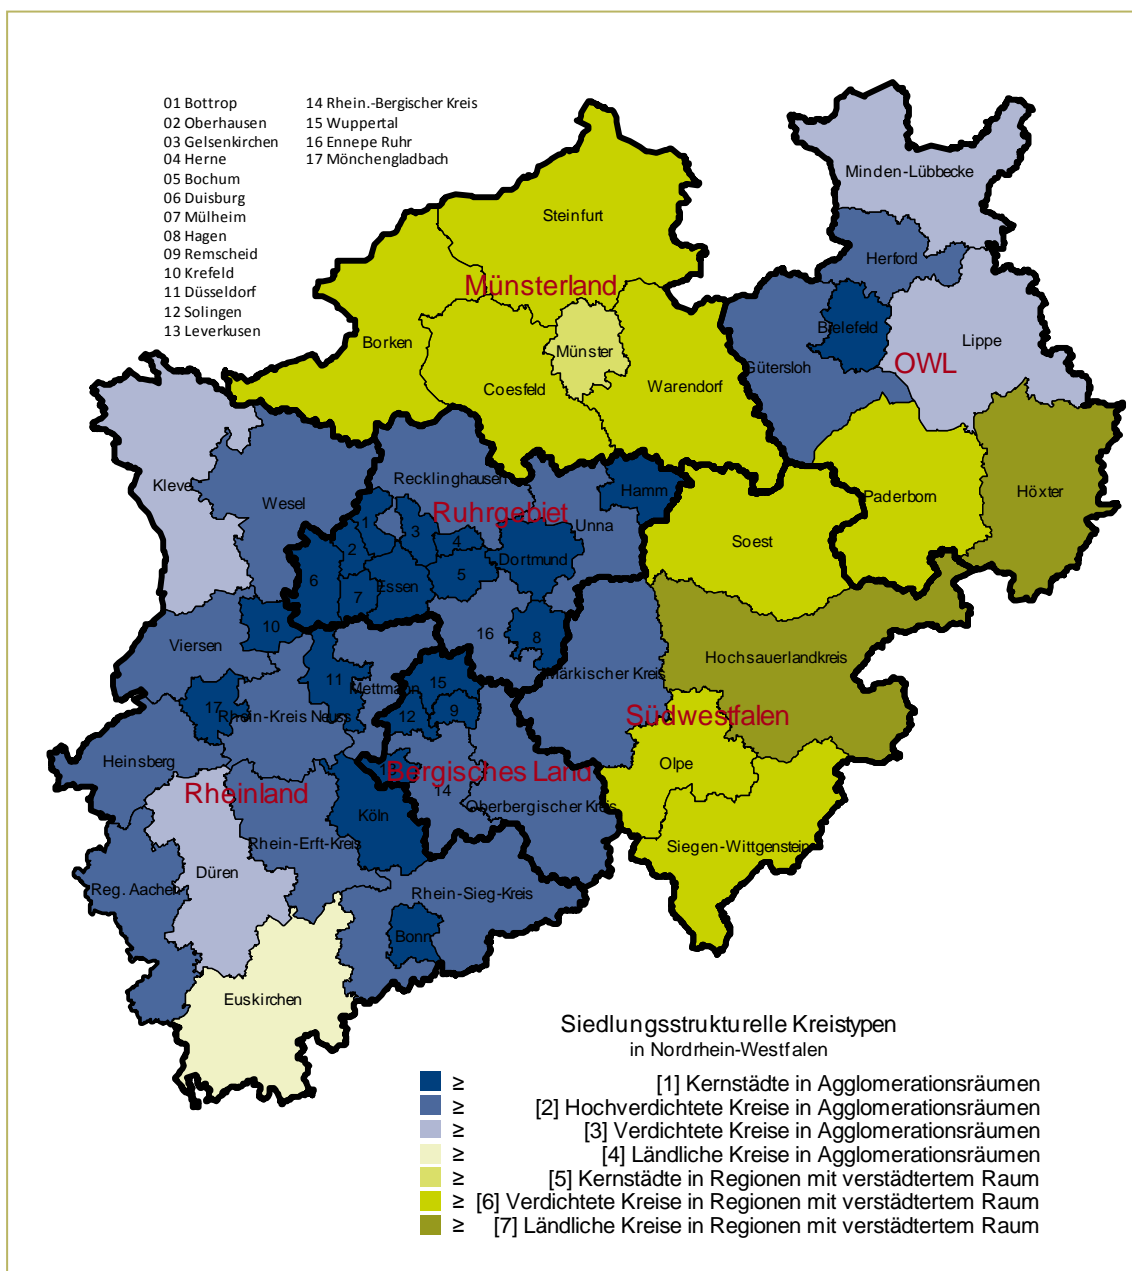 01 Bottrop
02 Oberhausen
03 Gelsenkirchen
04 Herne
05 Bochum
06 Duisburg
07 Mülheim
08 Hagen
09 Remscheid
10 Krefeld
11 Düsseldorf
12 Solingen
13 Leverkusen
14 Rhein.-Bergischer Kreis
15 Wuppertal
16 Ennepe Ruhr
17 Mönchengladbach
Minden-Lübbecke
Steinfurt
Herford
Münsterland
Bielefeld
Borken
Münster
Lippe
OWL
Gütersloh
Coesfeld
Warendorf
Recklinghausen
Kleve
Hamm
Wesel
Paderborn
Höxter
Ruhrgebiet
1
Unna
3
2
4
Soest
Dortmund
6
Essen
5
7
10
Viersen
16
8
Hochsauerlandkreis
Märkischer Kreis
11
Mettmann
15
17
Rhein-Kreis Neuss
12
9
Südwestfalen
Heinsberg
Olpe
Bergisches Land
14
Rheinland
Oberbergischer Kreis
Köln
Rhein-Erft-Kreis
Siegen-Wittgenstein
Düren
Reg. Aachen
Rhein-Sieg-Kreis
Bonn
Euskirchen
Siedlungsstrukturelle Kreistypen
in Nordrhein-Westfalen
≥ [1] Kernstädte in Agglomerationsräumen
≥ [2] Hochverdichtete Kreise in Agglomerationsräumen
≥ [3] Verdichtete Kreise in Agglomerationsräumen
≥ [4] Ländliche Kreise in Agglomerationsräumen
≥ [5] Kernstädte in Regionen mit verstädtertem Raum
≥ [6] Verdichtete Kreise in Regionen mit verstädtertem Raum
≥ [7] Ländliche Kreise in Regionen mit verstädtertem Raum